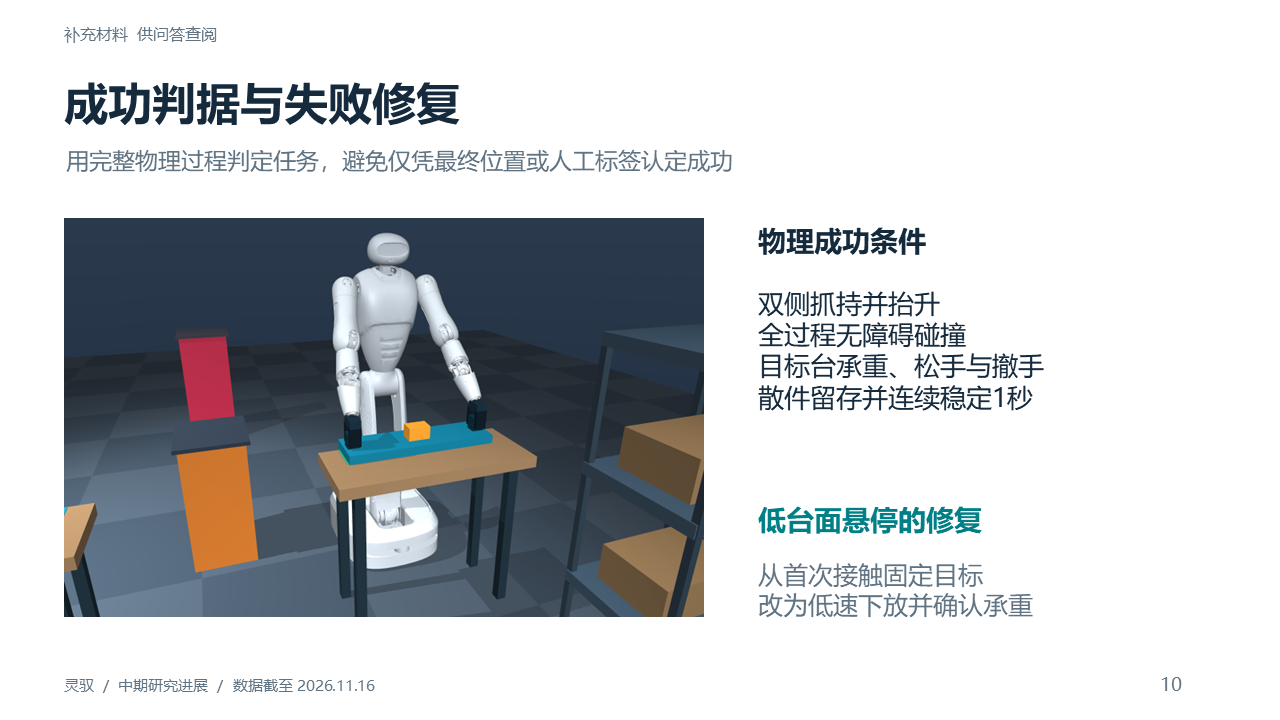 补充材料 供问答查阅
成功判据与失败修复
用完整物理过程判定任务，避免仅凭最终位置或人工标签认定成功
物理成功条件
双侧抓持并抬升
全过程无障碍碰撞
目标台承重、松手与撤手
散件留存并连续稳定1秒
低台面悬停的修复
从首次接触固定目标
改为低速下放并确认承重
灵驭 / 中期研究进展 / 数据截至 2026.11.16
10